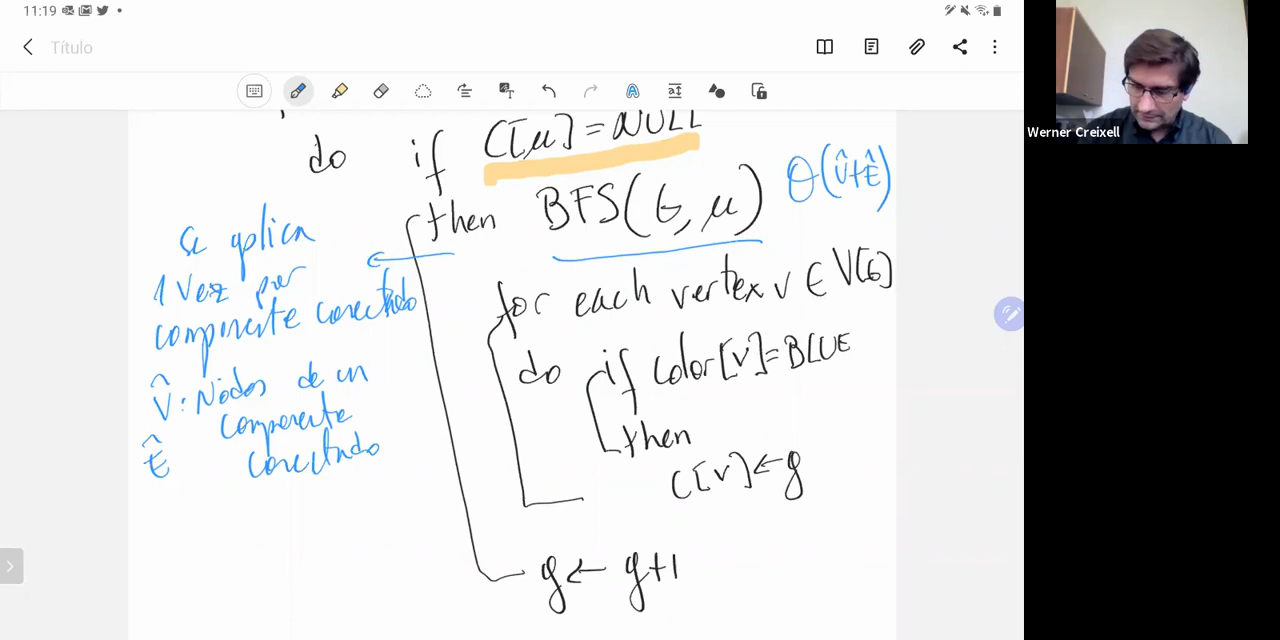 11:19
Título
Werner Creixell
do if C[μ] = NULL
then BFS(G, μ) Θ(V̂+Ê)
for each vertex v ∈ V[G]
do if color[v] = BLUE
then
C[v] ← g
g ← g+1
Se aplica
1 vez por
componente conectado
V̂: Nodos de un
componente
Ê conectado